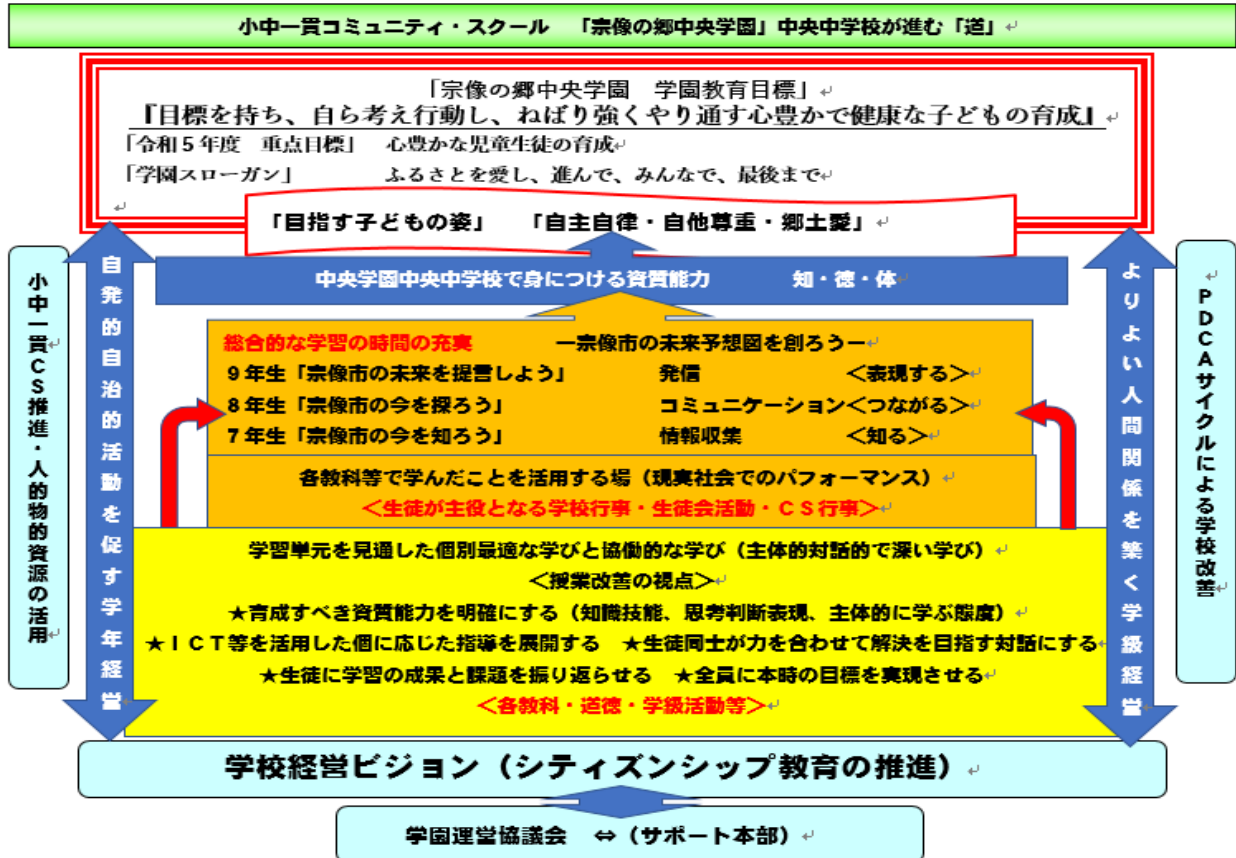 小中一貫コミュニティ・スクール 「宗像の郷中央学園」中央中学校が進む「道」
「宗像の郷中央学園 学園教育目標」
『目標を持ち、自ら考え行動し、ねばり強くやり通す心豊かで健康な子どもの育成』
「令和5年度 重点目標」 心豊かな児童生徒の育成
「学園スローガン」 ふるさとを愛し、進んで、みんなで、最後まで
「目指す子どもの姿」 「自主自律・自他尊重・郷土愛」
小中一貫CS推進・人的物的資源の活用
自発的自治的活動を促す学年経営
中央学園中央中学校で身につける資質能力 知・徳・体
総合的な学習の時間の充実 ー宗像市の未来予想図を創ろうー
9年生「宗像市の未来を提言しよう」 発信 <表現する>
8年生「宗像市の今を探ろう」 コミュニケーション<つながる>
7年生「宗像市の今を知ろう」 情報収集 <知る>
各教科等で学んだことを活用する場(現実社会でのパフォーマンス)
<生徒が主役となる学校行事・生徒会活動・CS行事>
学習単元を見通した個別最適な学びと協働的な学び(主体的対話的で深い学び)
<授業改善の視点>
★育成すべき資質能力を明確にする(知識技能、思考判断表現、主体的に学ぶ態度)
★ICT等を活用した個に応じた指導を展開する ★生徒同士が力を合わせて解決を目指す対話にする
★生徒に学習の成果と課題を振り返らせる ★全員に本時の目標を実現させる
<各教科・道徳・学級活動等>
よりよい人間関係を築く学級経営
PDCAサイクルによる学校改善
学校経営ビジョン(シティズンシップ教育の推進)
学園運営協議会 ⇔(サポート本部)